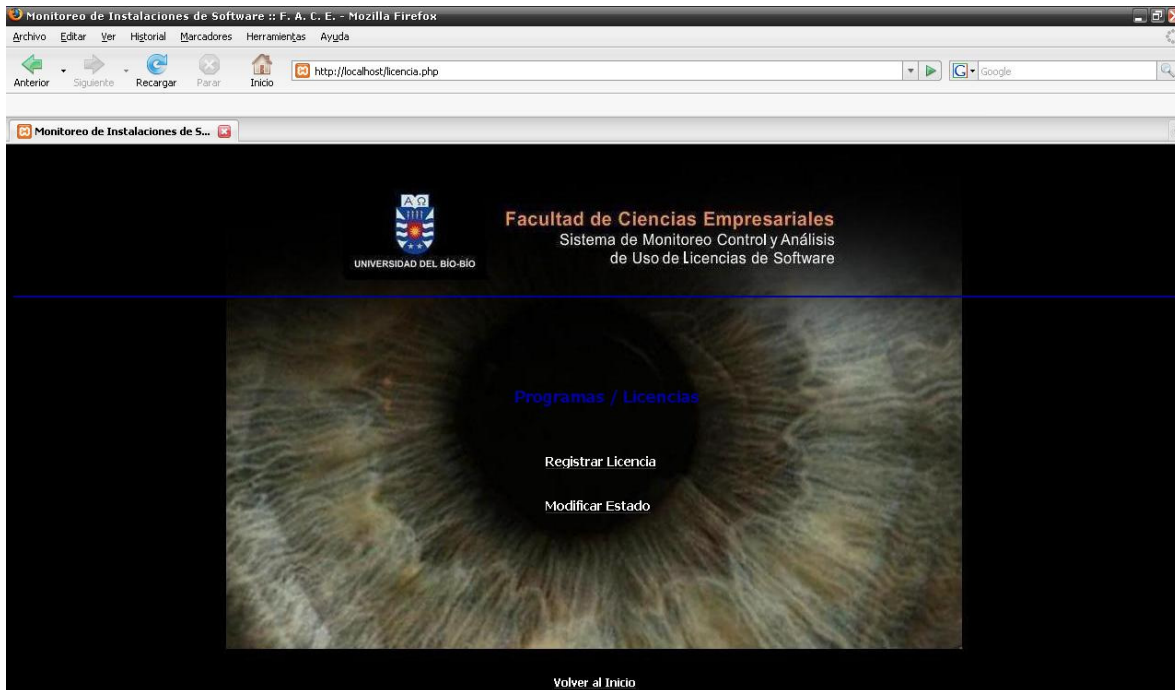 Monitoreo de Instalaciones de Software :: F. A. C. E. - Mozilla Firefox
Archivo Editar Ver Historial Marcadores Herramientas Ayuda
Anterior Siguiente Recargar Parar Inicio
http://localhost/licencia.php
Google
Monitoreo de Instalaciones de S...
ΑΩ
UNIVERSIDAD DEL BÍO-BÍO
Facultad de Ciencias Empresariales
Sistema de Monitoreo Control y Análisis
de Uso de Licencias de Software
Programas / Licencias
Registrar Licencia
Modificar Estado
Volver al Inicio